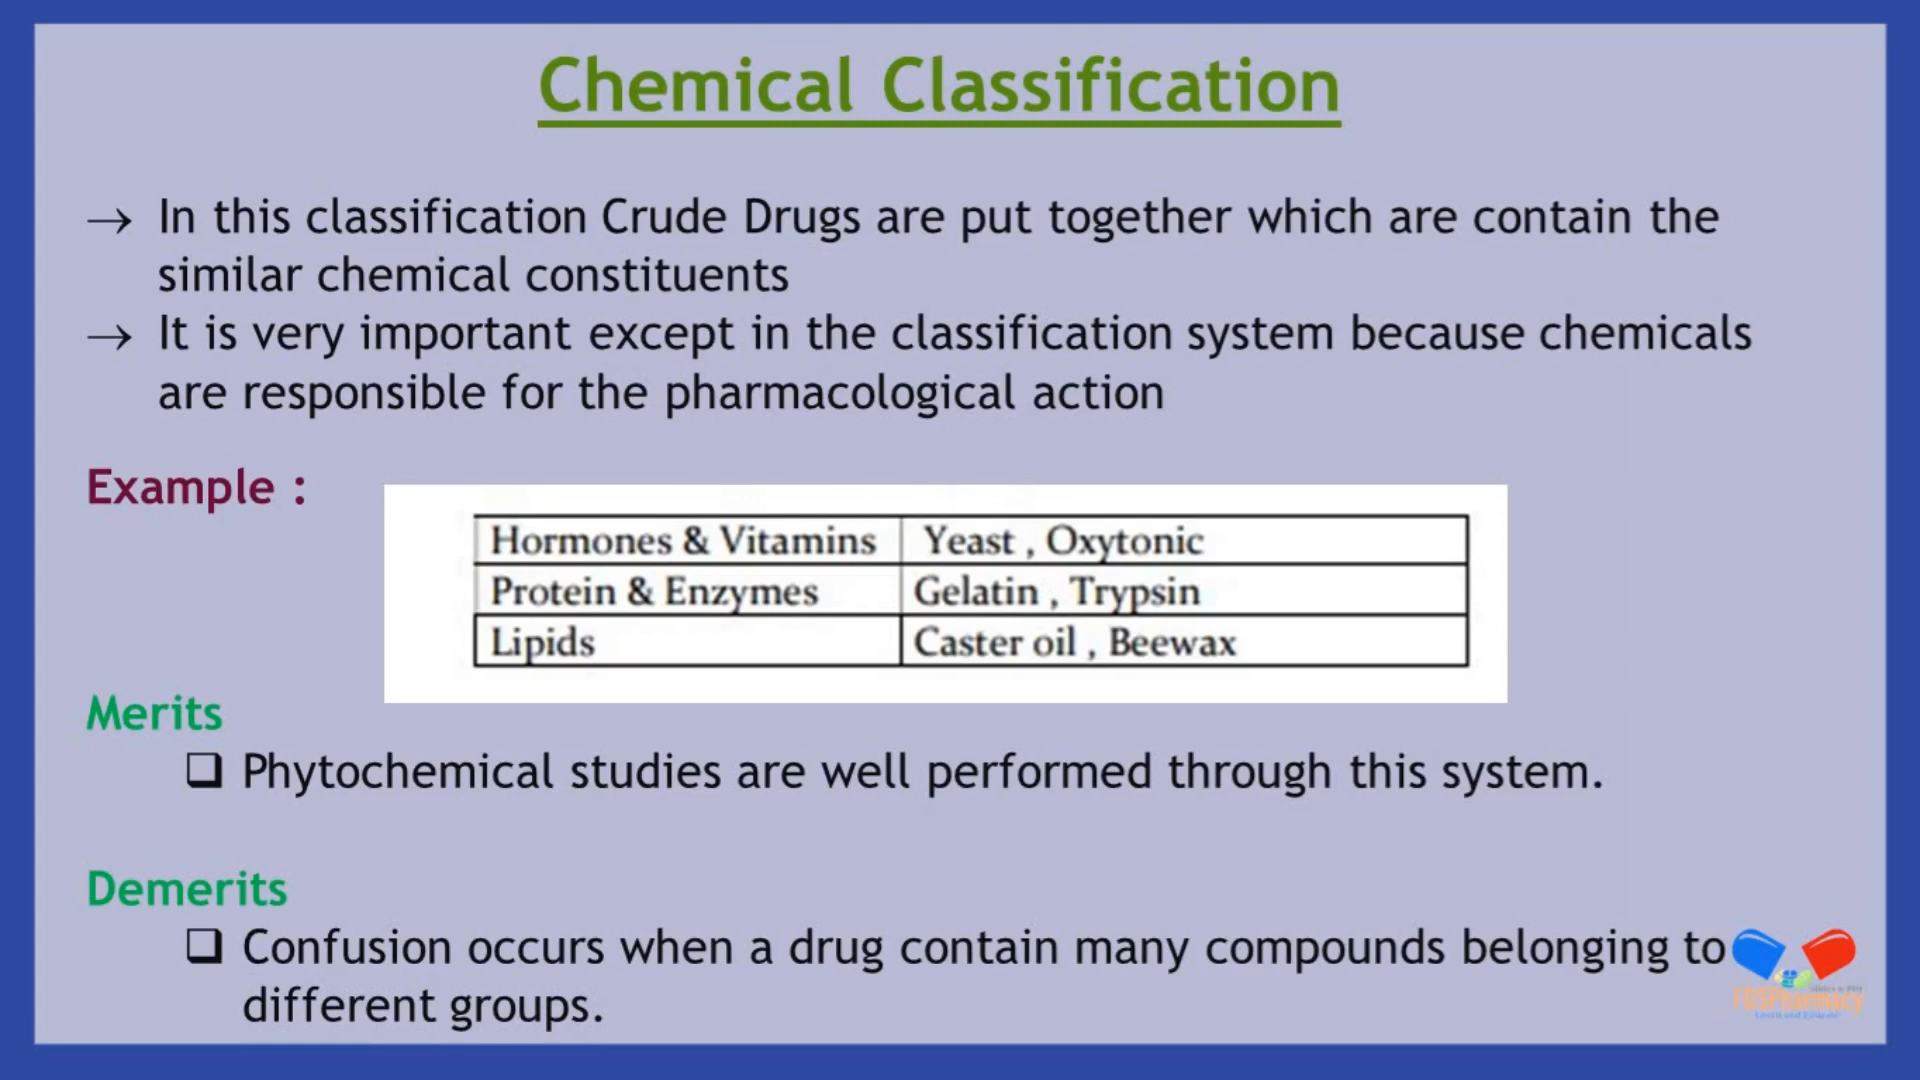 Chemical Classification
→ In this classification Crude Drugs are put together which are contain the
similar chemical constituents
→ It is very important except in the classification system because chemicals
are responsible for the pharmacological action
Example :
Hormones & Vitamins Yeast , Oxytonic
Protein & Enzymes Gelatin , Trypsin
Lipids Caster oil , Beewax
Merits
❑ Phytochemical studies are well performed through this system.
Demerits
❑ Confusion occurs when a drug contain many compounds belonging to
different groups.
FDSPharmacy